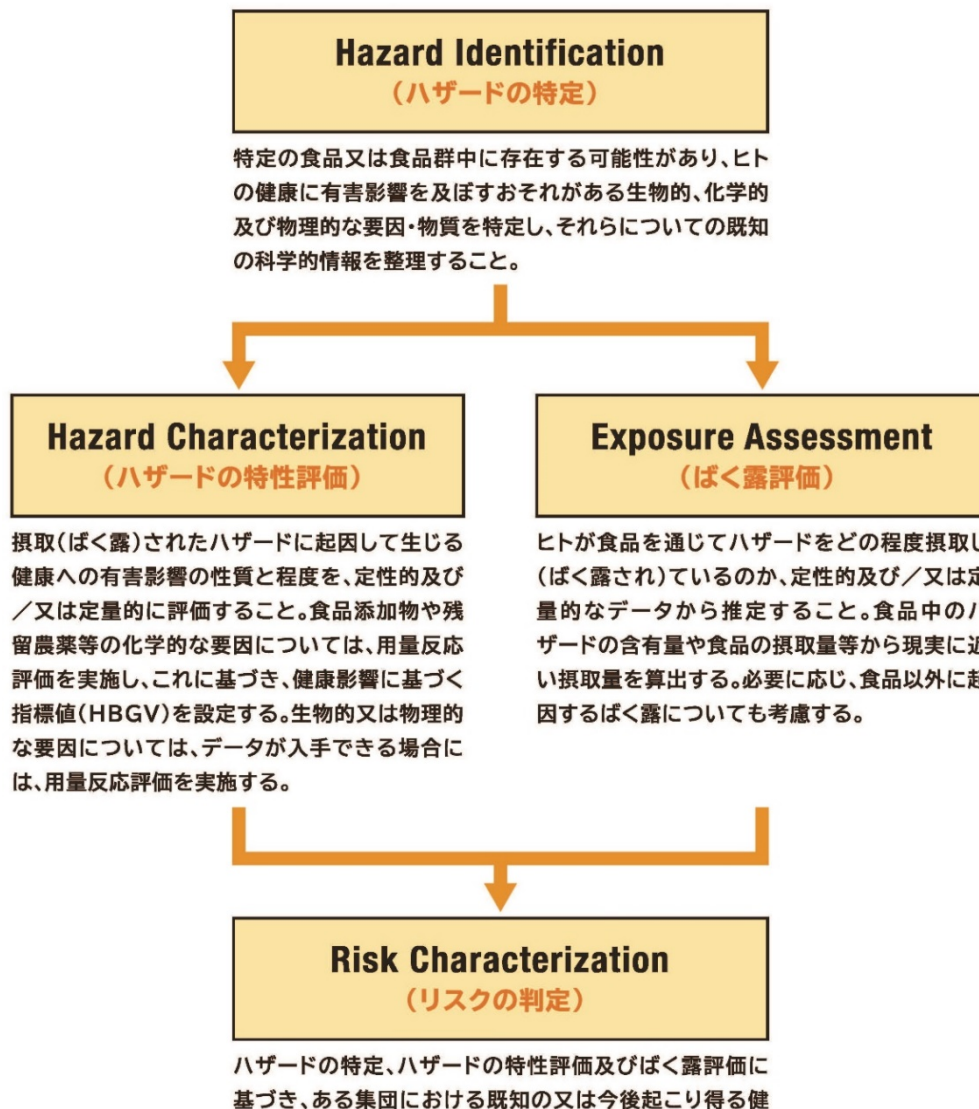 Hazard Identification
（ハザードの特定）
特定の食品又は食品群中に存在する可能性があり、ヒト
の健康に有害影響を及ぼすおそれがある生物的、化学的
及び物理的な要因・物質を特定し、それらについての既知
の科学的情報を整理すること。
Hazard Characterization
（ハザードの特性評価）
摂取（ばく露）されたハザードに起因して生じる
健康への有害影響の性質と程度を、定性的及び
／又は定量的に評価すること。食品添加物や残
留農薬等の化学的な要因については、用量反応
評価を実施し、これに基づき、健康影響に基づく
指標値（HBGV）を設定する。生物的又は物理的
な要因については、データが入手できる場合に
は、用量反応評価を実施する。
Exposure Assessment
（ばく露評価）
ヒトが食品を通じてハザードをどの程度摂取し
（ばく露され）ているのか、定性的及び／又は定
量的なデータから推定すること。食品中のハ
ザードの含有量や食品の摂取量等から現実に近
い摂取量を算出する。必要に応じ、食品以外に起
因するばく露についても考慮する。
Risk Characterization
（リスクの判定）
ハザードの特定、ハザードの特性評価及びばく露評価に
基づき、ある集団における既知の又は今後起こり得る健